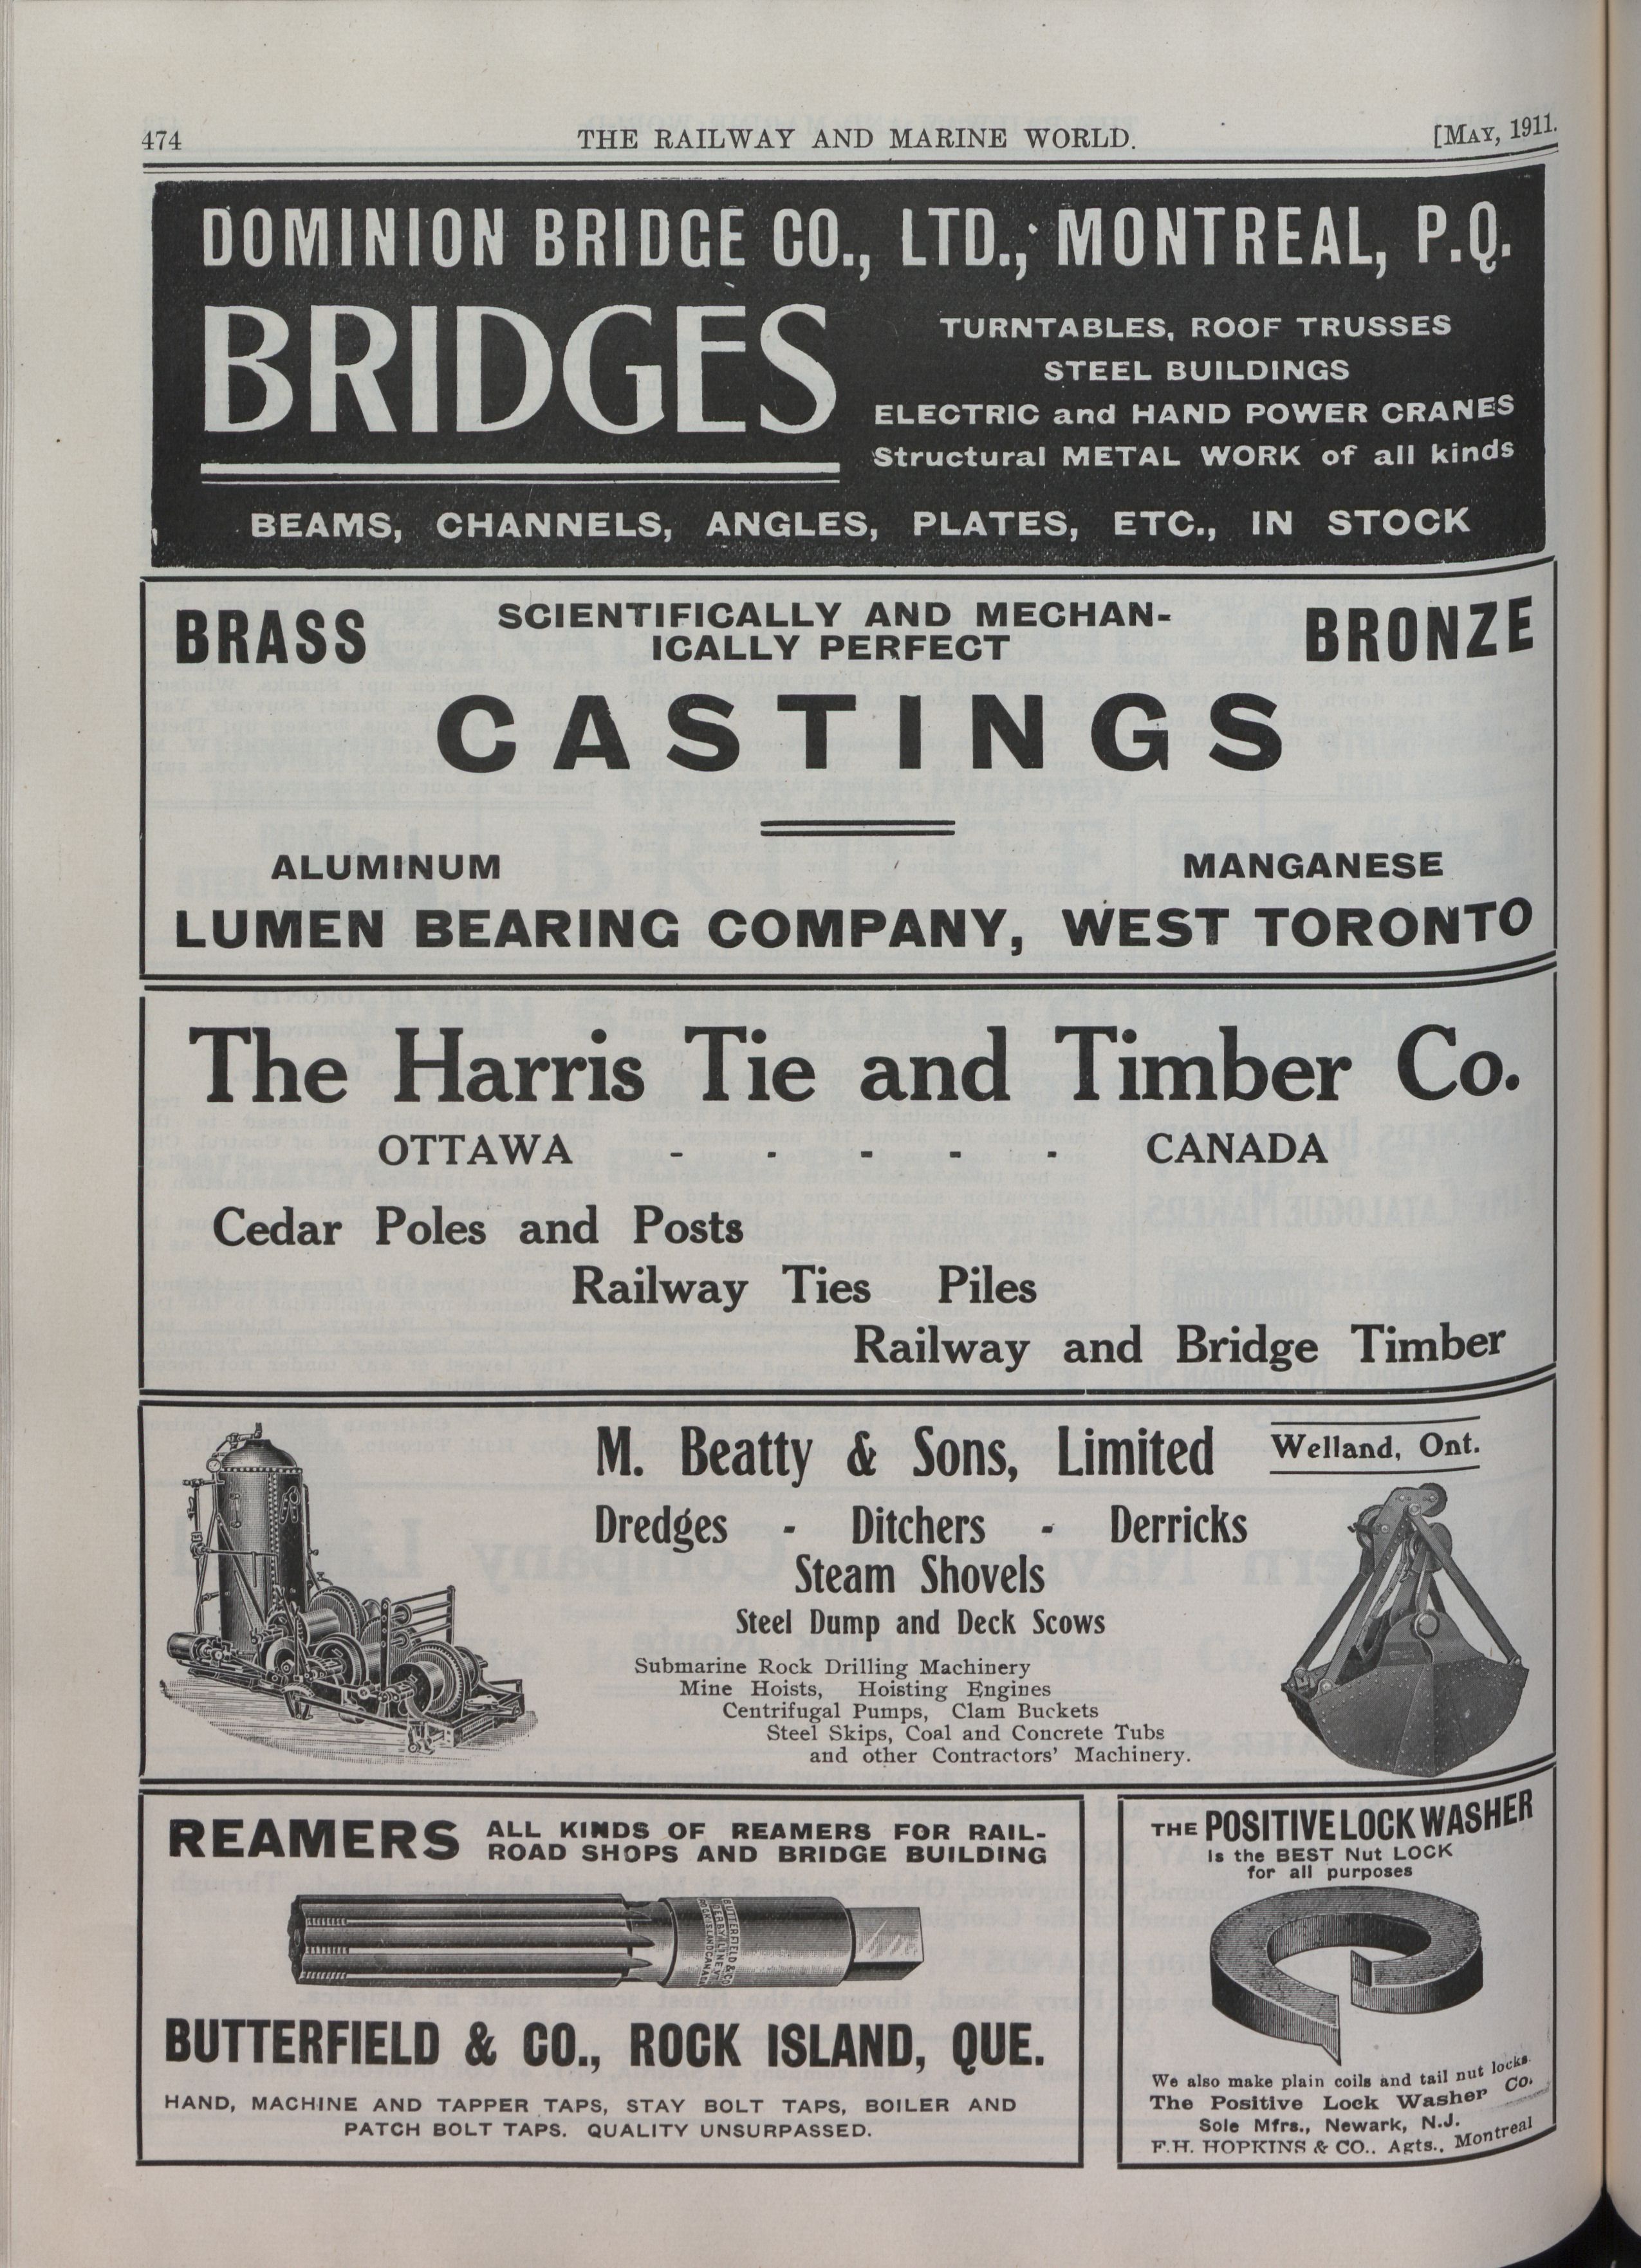 474
THE RAILWAY AND MARINE WORLD.
[MAY, 1911.
DOMINION BRIDGE CO., LTD., MONTREAL, P.Q.
BRIDGES
TURNTABLES, ROOF TRUSSES
STEEL BUILDINGS
ELECTRIC and HAND POWER CRANES
Structural METAL WORK of all kinds
BEAMS, CHANNELS, ANGLES, PLATES, ETC., IN STOCK
BRASS
SCIENTIFICALLY AND MECHAN-
ICALLY PERFECT
BRONZE
CASTINGS
ALUMINUM
MANGANESE
LUMEN BEARING COMPANY, WEST TORONTO
The Harris Tie and Timber Co.
OTTAWA - - - - - CANADA
Cedar Poles and Posts
Railway Ties Piles
Railway and Bridge Timber
M. Beatty & Sons, Limited
Welland, Ont.
Dredges - Ditchers - Derricks
Steam Shovels
Steel Dump and Deck Scows
Submarine Rock Drilling Machinery
Mine Hoists, Hoisting Engines
Centrifugal Pumps, Clam Buckets
Steel Skips, Coal and Concrete Tubs
and other Contractors' Machinery.
REAMERS
ALL KINDS OF REAMERS FOR RAIL-
ROAD SHOPS AND BRIDGE BUILDING
BUTTERFIELD & CO
DERBY LINE VT
ROCK ISLAND CANADA
BUTTERFIELD & CO., ROCK ISLAND, QUE.
HAND, MACHINE AND TAPPER TAPS, STAY BOLT TAPS, BOILER AND
PATCH BOLT TAPS. QUALITY UNSURPASSED.
THE POSITIVE LOCK WASHER
Is the BEST Nut LOCK
for all purposes
We also make plain coils and tail nut locks.
The Positive Lock Washer Co.
Sole Mfrs., Newark, N.J.
F.H. HOPKINS & CO., Agts., Montreal